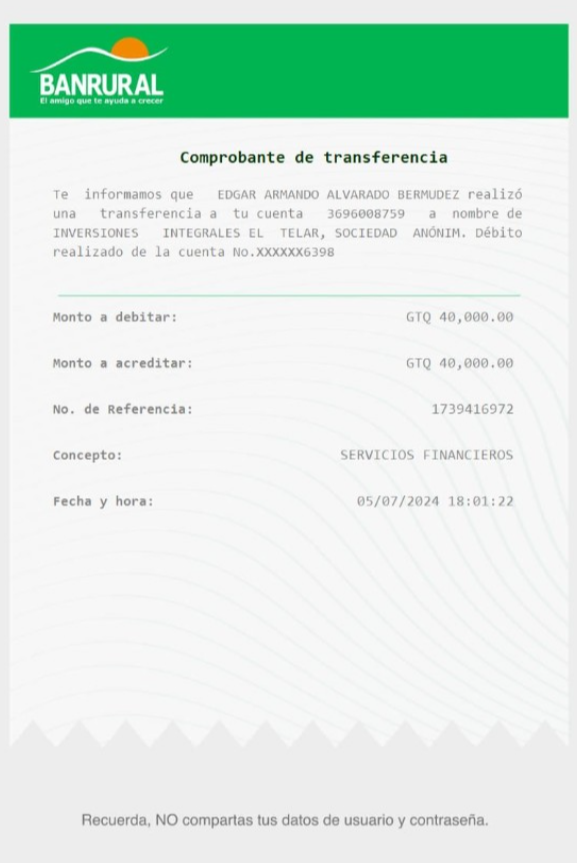 BANRURAL
El amigo que te ayuda a crecer
Comprobante de transferencia
Te informamos que EDGAR ARMANDO ALVARADO BERMUDEZ realizó
una transferencia a tu cuenta 3696008759 a nombre de
INVERSIONES INTEGRALES EL TELAR, SOCIEDAD ANÓNIM. Débito
realizado de la cuenta No.XXXXXX6398
Monto a debitar: GTQ 40,000.00
Monto a acreditar: GTQ 40,000.00
No. de Referencia: 1739416972
Concepto: SERVICIOS FINANCIEROS
Fecha y hora: 05/07/2024 18:01:22
Recuerda, NO compartas tus datos de usuario y contraseña.